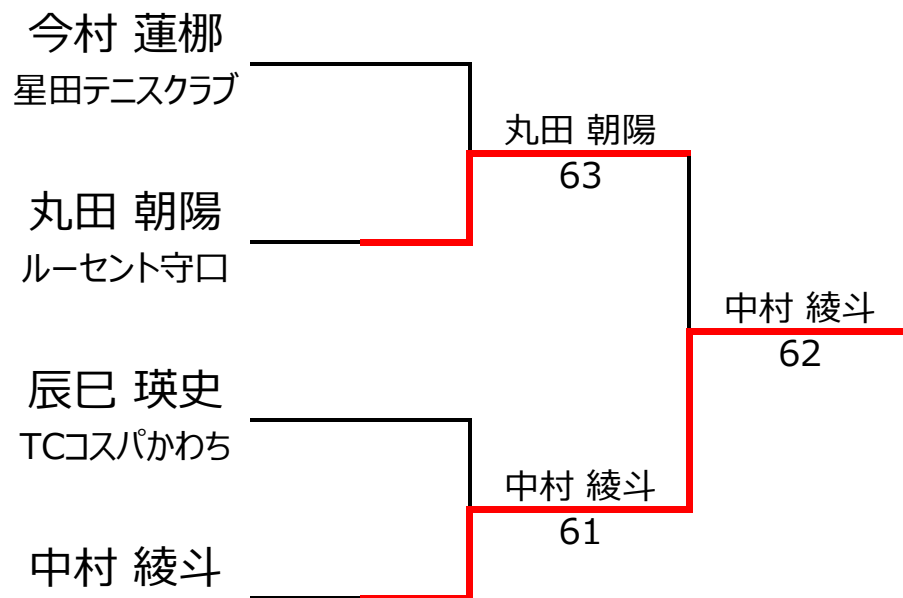 今村 蓮梛
星田テニスクラブ
丸田 朝陽
63
丸田 朝陽
ルーセント守口
中村 綾斗
62
辰巳 瑛史
TCコスパかわち
中村 綾斗
61
中村 綾斗